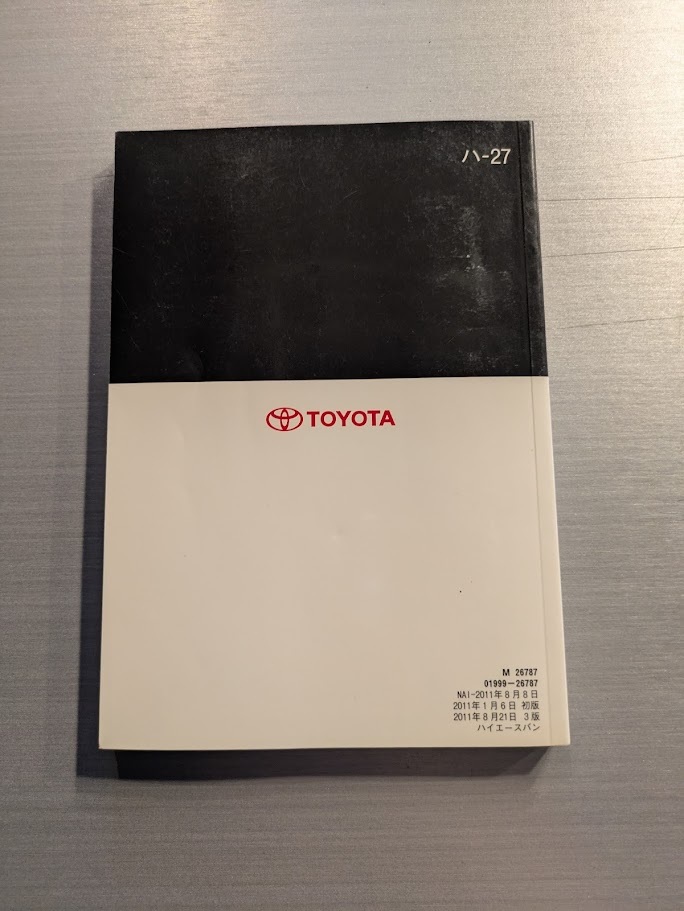 ハ-27
TOYOTA
M 26787
01999-26787
NAI-2011年8月8日
2011年1月6日 初版
2011年8月21日 3版
ハイエースバン